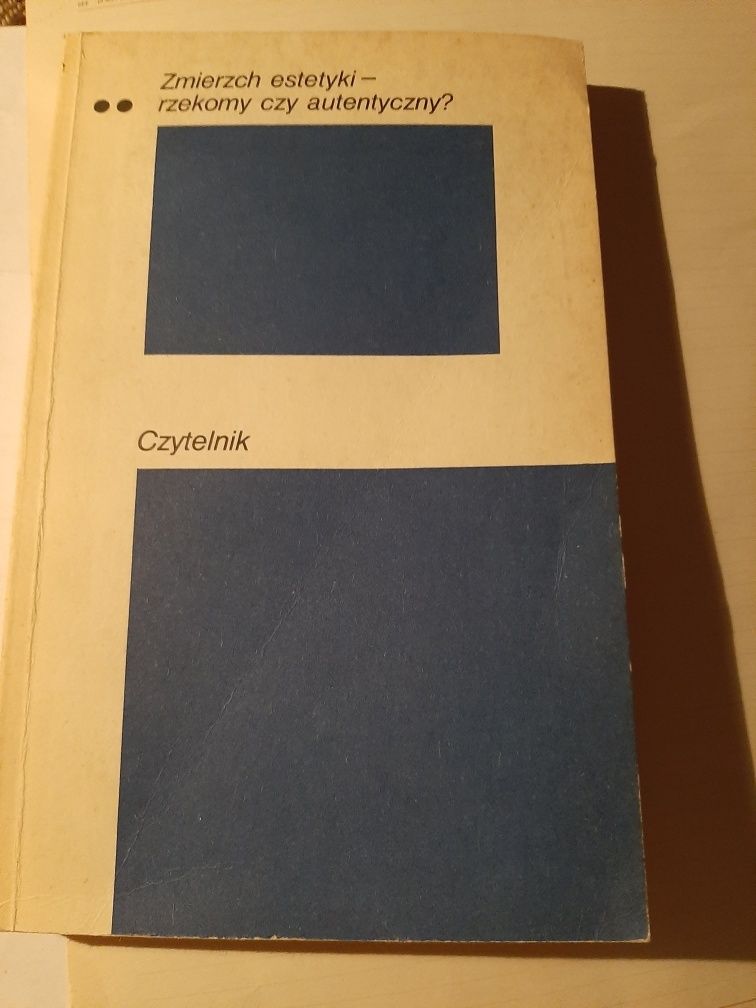 Zmierzch estetyki –
rzekomy czy autentyczny?
Czytelnik